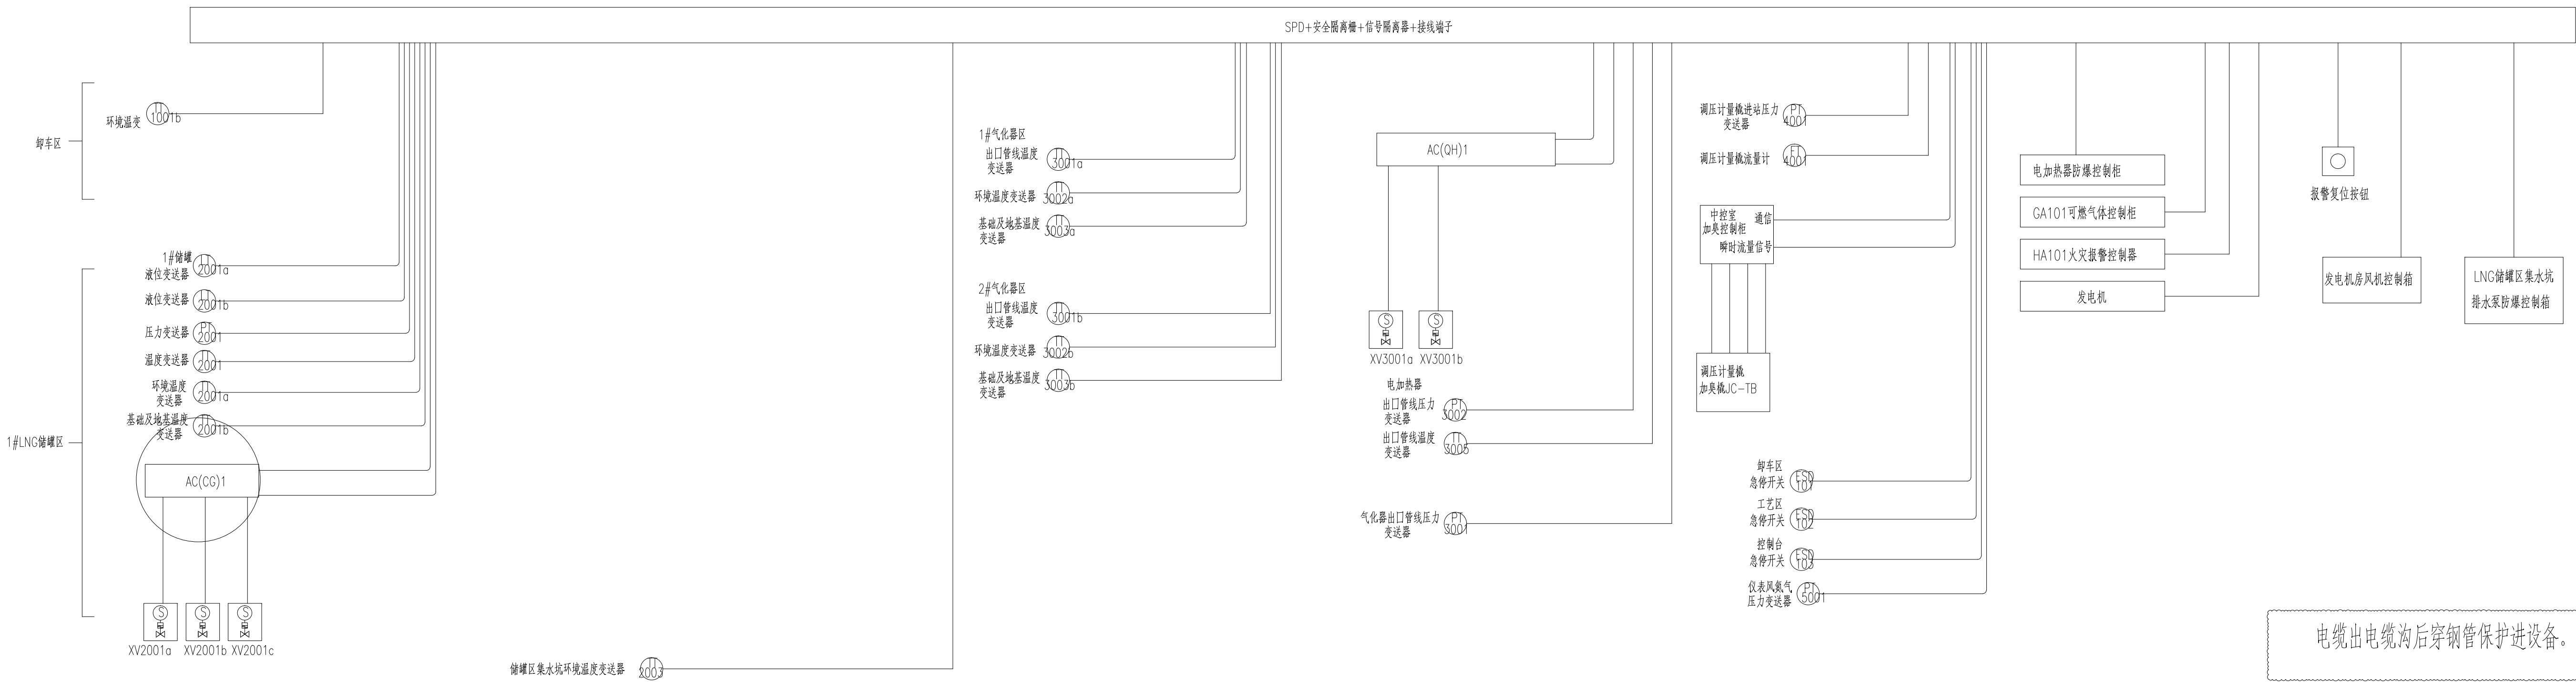 SPD+安全隔离栅+信号隔离器+接线端子
卸车区
环境温变
TT
1001b
1#LNG储罐区
1#储罐
液位变送器
LT
2001a
液位变送器
LT
2001b
压力变送器
PT
2001
温度变送器
TT
2001
环境温度
变送器
TT
2001a
基础及地基温度
变送器
TT
2001b
AC(CG)1
S
S
S
XV2001a
XV2001b
XV2001c
储罐区集水坑环境温度变送器
TT
2003
1#气化器区
出口管线温度
变送器
TT
3001a
环境温度变送器
TT
3002a
基础及地基温度
变送器
TT
3003a
2#气化器区
出口管线温度
变送器
TT
3001b
环境温度变送器
TT
3002b
基础及地基温度
变送器
TT
3003b
AC(QH)1
S
S
XV3001a
XV3001b
电加热器
出口管线压力
变送器
PT
3002
出口管线温度
变送器
TT
3005
气化器出口管线压力
变送器
PT
3001
调压计量橇进站压力
变送器
PT
4001
调压计量橇流量计
FT
4001
中控室
加臭控制柜
通信
瞬时流量信号
调压计量橇
加臭橇JC-TB
卸车区
急停开关
ESD
101
工艺区
急停开关
ESD
102
控制台
急停开关
ESD
103
仪表风氮气
压力变送器
PT
5001
电加热器防爆控制柜
GA101可燃气体控制柜
HA101火灾报警控制器
发电机
报警复位按钮
发电机房风机控制箱
LNG储罐区集水坑
排水泵防爆控制箱
电缆出电缆沟后穿钢管保护进设备。